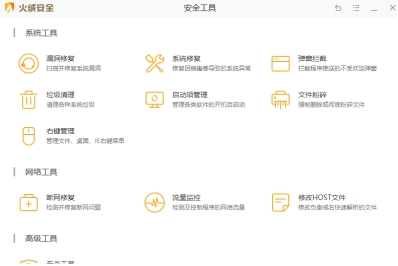 火绒安全
安全工具
系统工具
漏洞修复
扫描并修复系统漏洞
系统修复
修复因病毒等导致的系统异常
弹窗拦截
拦截程序推送的不受欢迎弹窗
垃圾清理
清理各种系统垃圾
启动项管理
管理各类软件的开机自启动
文件粉碎
强制删除或彻底粉碎文件
右键管理
管理文件、桌面、IE右键菜单
网络工具
断网修复
检测并修复断网问题
流量监控
检测及控制程序的网络流量
修改HOST文件
修改负责域名快速解析的文件
高级工具